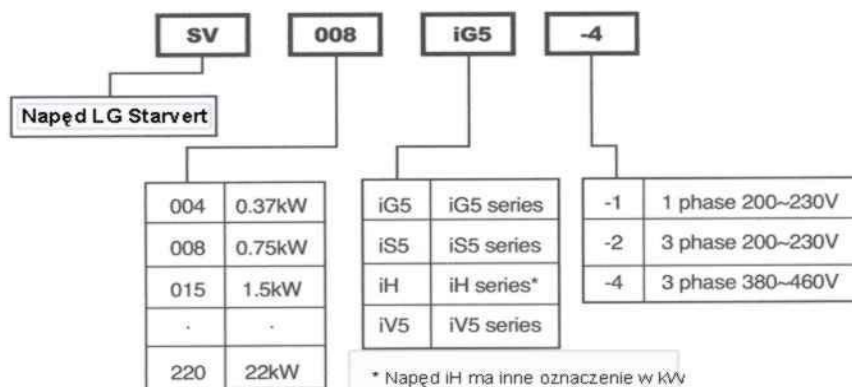 SV 008 iG5 -4
Napęd LG Starvert
004 0.37kW
008 0.75kW
015 1.5kW
. .
220 22kW
iG5 iG5 series
iS5 iS5 series
iH iH series*
iV5 iV5 series
* Napęd iH ma inne oznaczenie w kW
-1 1 phase 200~230V
-2 3 phase 200~230V
-4 3 phase 380~460V